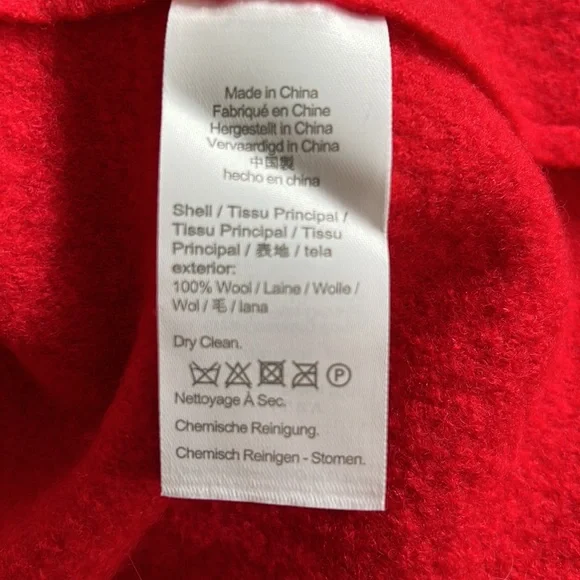 Made in China
Fabriqué en Chine
Hergestellt in China
Vervaardigd in China
中国製
hecho en china
Shell / Tissu Principal /
Tissu Principal / Tissu
Principal / 表地 / tela
exterior:
100% Wool / Laine / Wolle /
Wol / 毛 / lana
Dry Clean.
P
Nettoyage À Sec.
Chemische Reinigung.
Chemisch Reinigen - Stomen.